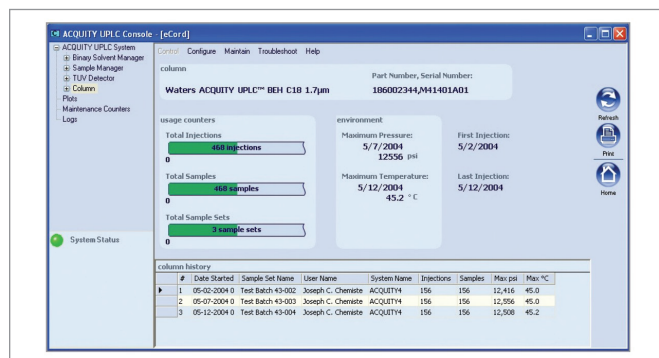 ACQUITY UPLC Console - [eCord]
ACQUITY UPLC System
Binary Solvent Manager
Sample Manager
TUV Detector
Column
Plots
Maintenance Counters
Logs
System Status
Control Configure Maintain Troubleshoot Help
column
Part Number, Serial Number:
Waters ACQUITY UPLC™ BEH C18 1.7µm 186002344,M41401A01
usage counters
Total Injections
468 injections
0
Total Samples
468 samples
0
Total Sample Sets
3 sample sets
0
environment
Maximum Pressure:
5/7/2004
12556 psi
Maximum Temperature:
5/12/2004
45.2 °C
First Injection:
5/2/2004
Last Injection:
5/12/2004
Refresh
Print
Home
column history
# Date Started Sample Set Name User Name System Name Injections Samples Max psi Max °C
1 05-02-2004 0 Test Batch 43-002 Joseph C. Chemiste ACQUITY4 156 156 12,416 45.0
2 05-07-2004 0 Test Batch 43-003 Joseph C. Chemiste ACQUITY4 156 156 12,556 45.0
3 05-12-2004 0 Test Batch 43-004 Joseph C. Chemiste ACQUITY4 156 156 12,508 45.2